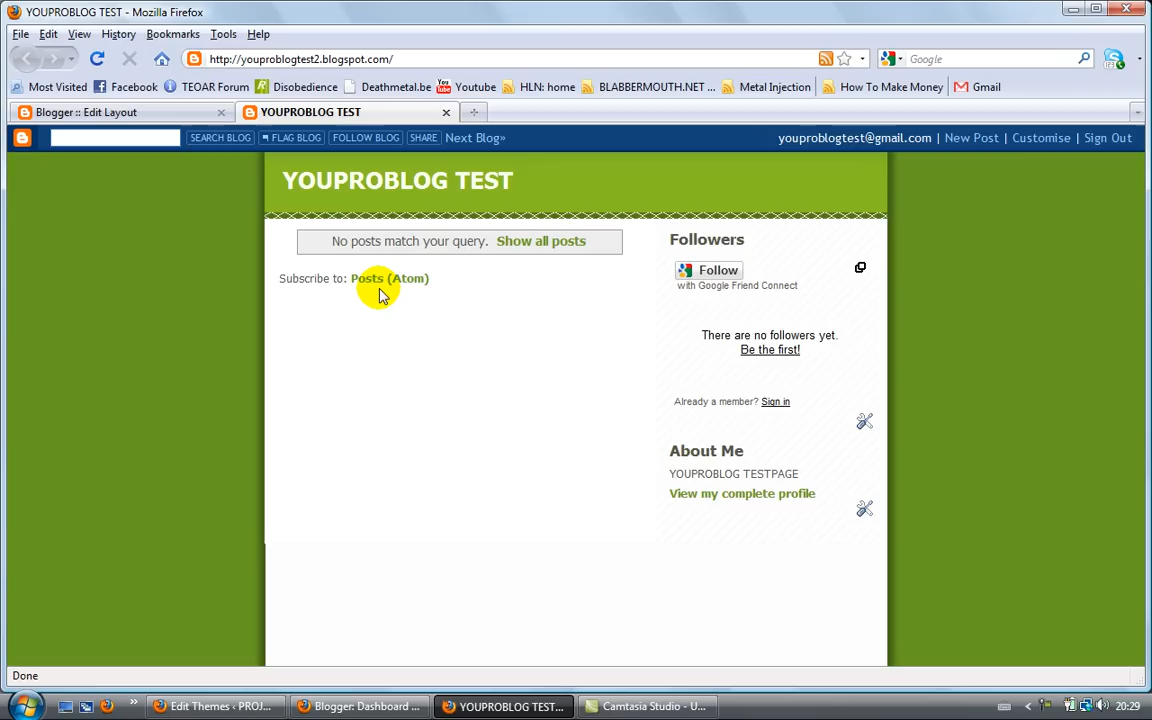 YOUPROBLOG TEST - Mozilla Firefox
File Edit View History Bookmarks Tools Help
http://youproblogtest2.blogspot.com/
Google
Most Visited Facebook TEOAR Forum Disobedience Deathmetal.be Youtube HLN: home BLABBERMOUTH.NET ... Metal Injection How To Make Money Gmail
Blogger :: Edit Layout YOUPROBLOG TEST
SEARCH BLOG FLAG BLOG FOLLOW BLOG SHARE Next Blog» youproblogtest@gmail.com | New Post | Customise | Sign Out
YOUPROBLOG TEST
No posts match your query. Show all posts
Subscribe to: Posts (Atom)
Followers
Follow
with Google Friend Connect
There are no followers yet.
Be the first!
Already a member? Sign in
About Me
YOUPROBLOG TESTPAGE
View my complete profile
Done
Edit Themes ‹ PROJ... Blogger: Dashboard ... YOUPROBLOG TEST... Camtasia Studio - U... 20:29